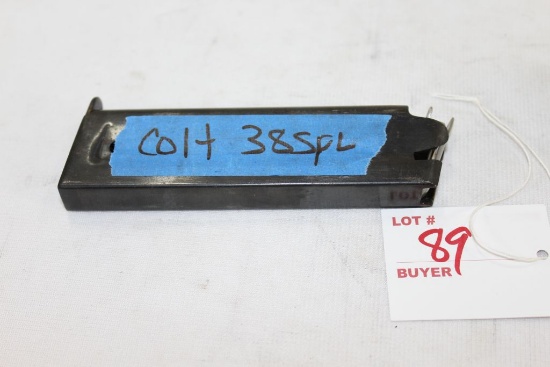 Colt 38SpL
LOT #
89
BUYER